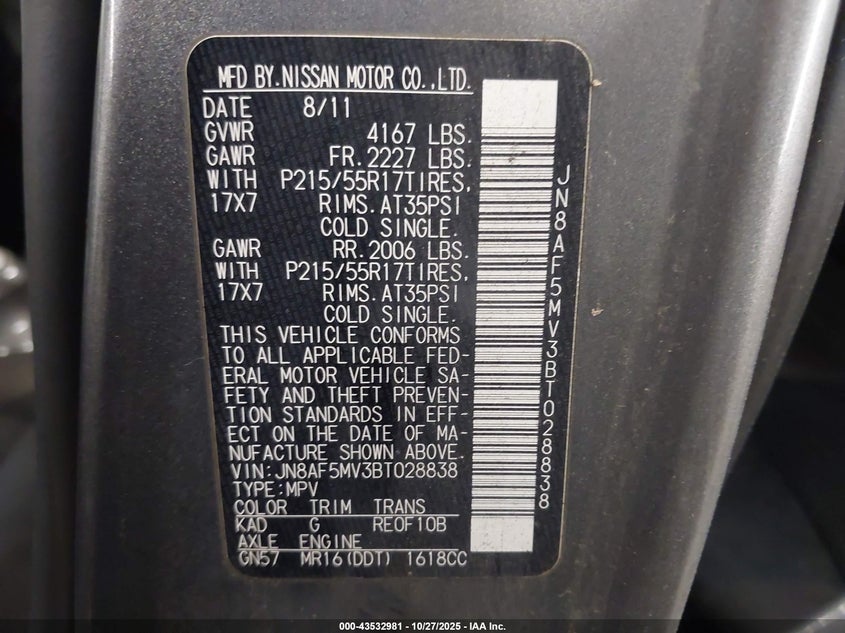 MFD BY.NISSAN MOTOR CO.,LTD.
DATE 8/11
GVWR 4167 LBS.
GAWR FR.2227 LBS.
WITH P215/55R17TIRES,
17X7 RIMS.AT35PSI
COLD SINGLE.
GAWR RR.2006 LBS.
WITH P215/55R17TIRES,
17X7 RIMS.AT35PSI
COLD SINGLE.
THIS VEHICLE CONFORMS
TO ALL APPLICABLE FED-
ERAL MOTOR VEHICLE SA-
FETY AND THEFT PREVEN-
TION STANDARDS IN EFF-
ECT ON THE DATE OF MA-
NUFACTURE SHOWN ABOVE.
VIN:JN8AF5MV3BT028838
TYPE:MPV
COLOR TRIM TRANS
KAD G RE0F10B
AXLE ENGINE
GN57 MR16(DDT) 1618CC
JN8AF5MV3BT028838
000-43532981 - 10/27/2025 - IAA Inc.